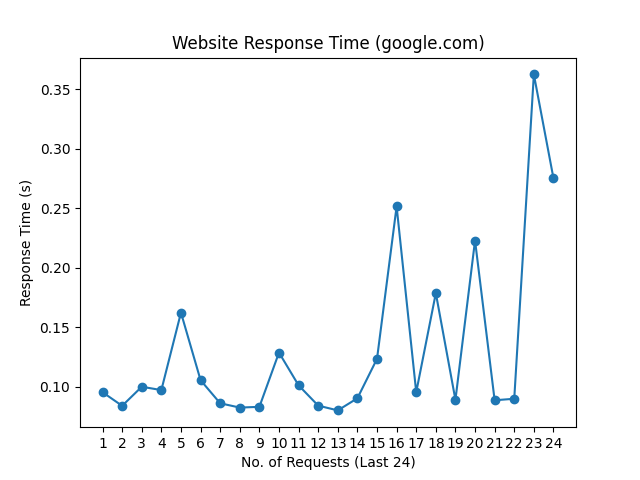 Website Response Time (google.com)
0.35
0.30
0.25
0.20
0.15
0.10
Response Time (s)
1 2 3 4 5 6 7 8 9 10 11 12 13 14 15 16 17 18 19 20 21 22 23 24
No. of Requests (Last 24)